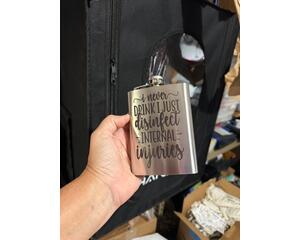 i never
DRINK I JUST
disinfect
INTERNAL
injuries